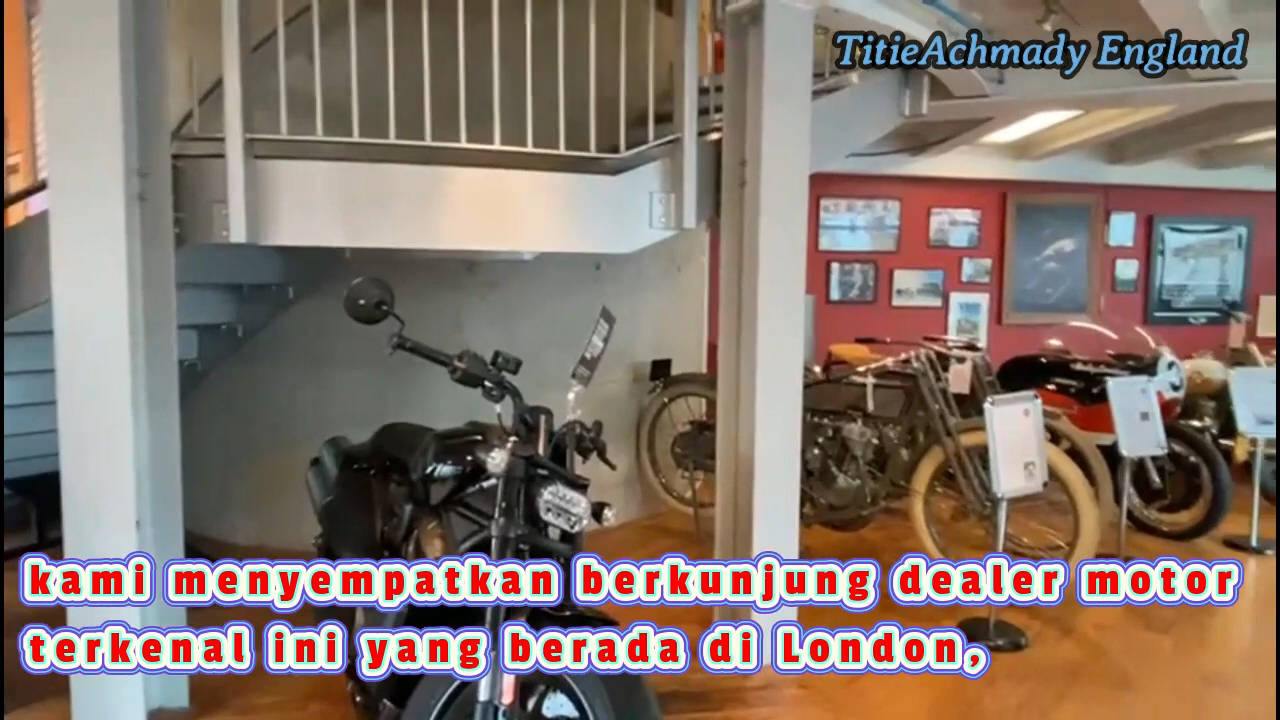 TitieAchmady England
kami menyempatkan berkunjung dealer motor
terkenal ini yang berada di London,